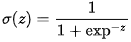 σ(z) = 1 / (1 + exp^{-z})